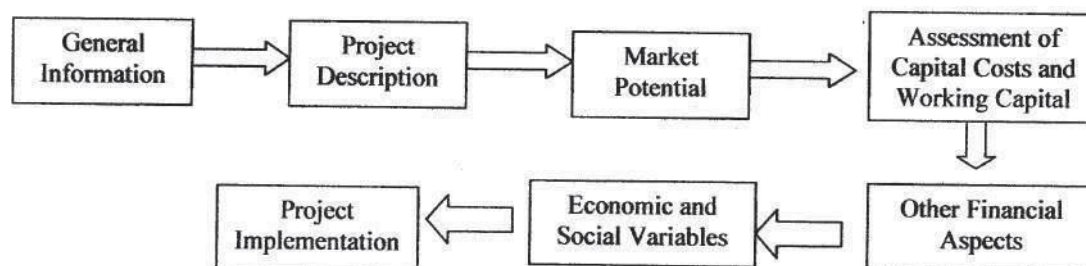 General
Information
Project
Description
Market
Potential
Assessment of
Capital Costs and
Working Capital
Other Financial
Aspects
Economic and
Social Variables
Project
Implementation